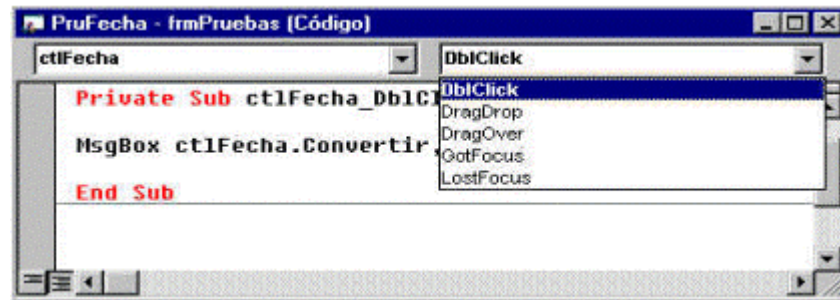 PruFecha - frmPruebas (Código)
ctlFecha DblClick
DblClick
DragDrop
DragOver
GotFocus
LostFocus
Private Sub ctlFecha_DblCl
MsgBox ctlFecha.Convertir,
End Sub